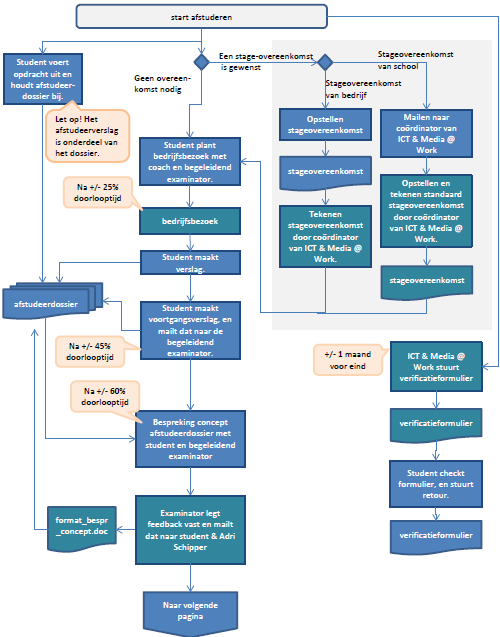 start afstuderen
Student voert
opdracht uit en
houdt afstudeer-
dossier bij.
Een stage-overeenkomst
is gewenst
Stageovereenkomst
van school
Geen overeen-
komst nodig
Stageovereenkomst
van bedrijf
Let op! Het
afstudeerverslag
is onderdeel van
het dossier.
Opstellen
stageovereenkomst
Mailen naar
coördinator van
ICT & Media @
Work
Student plant
bedrijfsbezoek met
coach en begeleidend
examinator.
stageovereenkomst
Opstellen en
tekenen standaard
stageovereenkomst
door coördinator
van ICT & Media @
Work.
Na +/- 25%
doorlooptijd
bedrijfsbezoek
Tekenen
stageovereenkomst
door coördinator
van ICT & Media @
Work.
Student maakt
verslag.
stageovereenkomst
afstudeerdossier
Student maakt
voortgangsverslag, en
mailt dat naar de
begeleidend
examinator.
Na +/- 45%
doorlooptijd
+/- 1 maand
voor eind
ICT & Media @
Work stuurt
verificatieformulier
Na +/- 60%
doorlooptijd
Bespreking concept
afstudeerdossier met
student en begeleidend
examinator
verificatieformulier
Student checkt
formulier, en stuurt
retour.
format_bespr
_concept.doc
Examinator legt
feedback vast en mailt
dat naar student & Adri
Schipper
verificatieformulier
Naar volgende
pagina